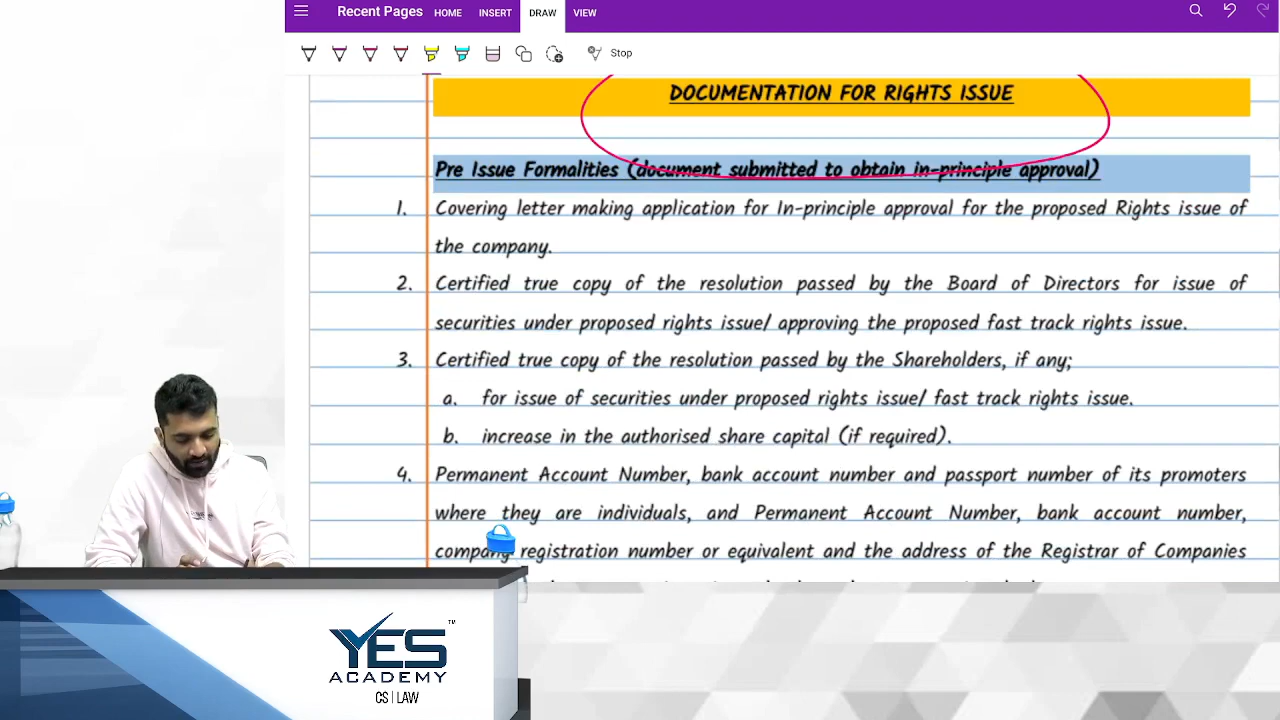 Recent Pages HOME INSERT DRAW VIEW
Stop
DOCUMENTATION FOR RIGHTS ISSUE
Pre Issue Formalities (document submitted to obtain in-principle approval)
1. Covering letter making application for In-principle approval for the proposed Rights issue of
the company.
2. Certified true copy of the resolution passed by the Board of Directors for issue of
securities under proposed rights issue/ approving the proposed fast track rights issue.
3. Certified true copy of the resolution passed by the Shareholders, if any;
a. for issue of securities under proposed rights issue/ fast track rights issue.
b. increase in the authorised share capital (if required).
4. Permanent Account Number, bank account number and passport number of its promoters
where they are individuals, and Permanent Account Number, bank account number,
company registration number or equivalent and the address of the Registrar of Companies
YES™
ACADEMY
CS | LAW